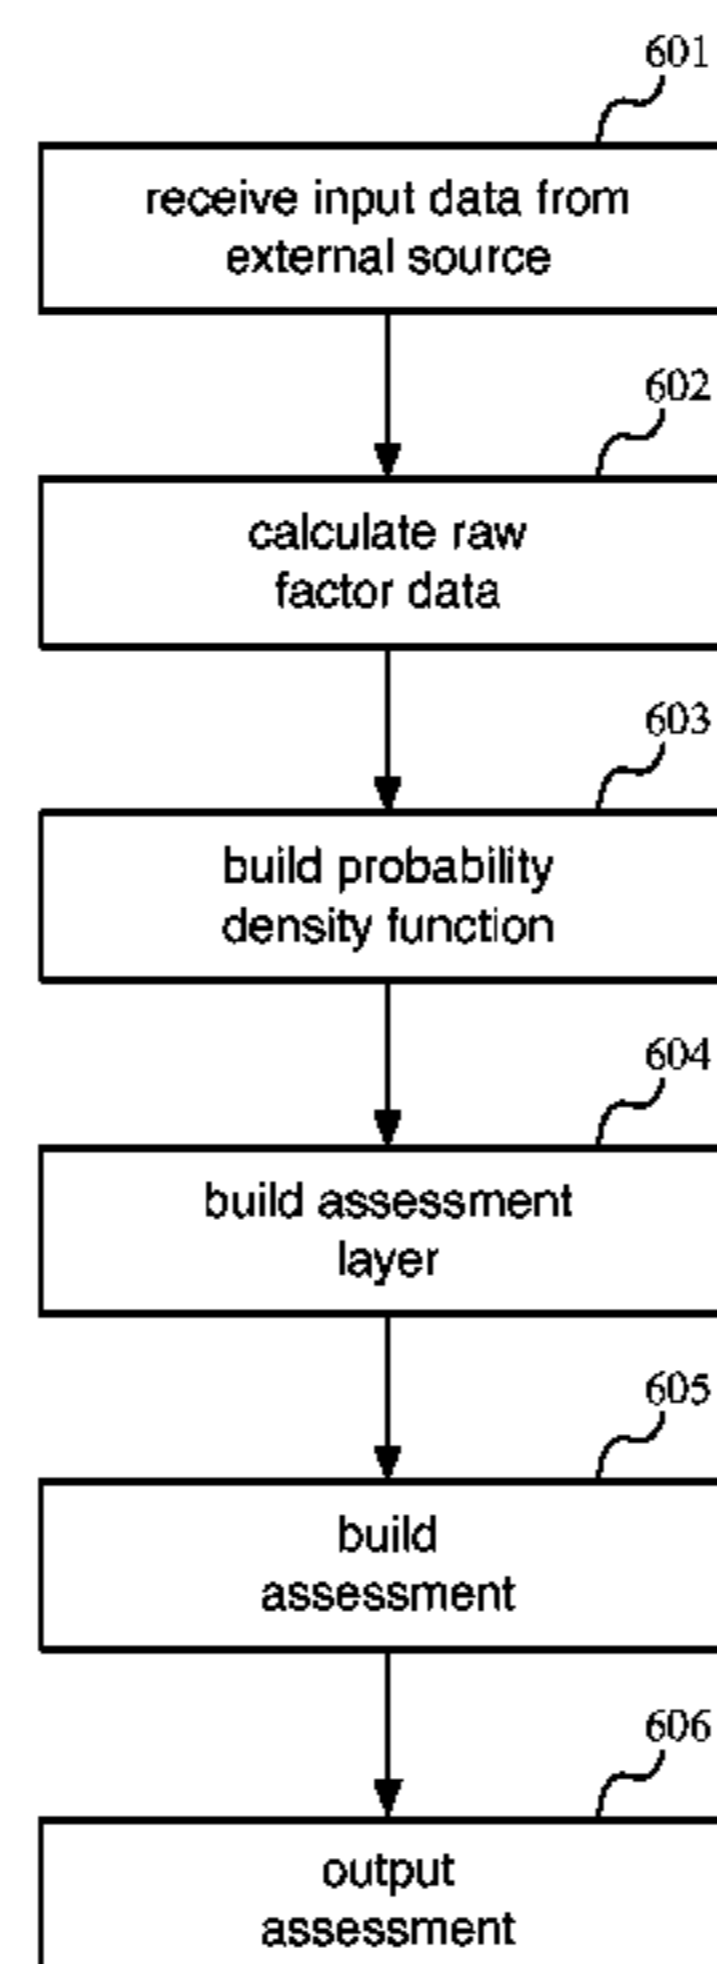 601
receive input data from
external source
602
calculate raw
factor data
603
build probability
density function
604
build assessment
layer
605
build
assessment
606
output
assessment